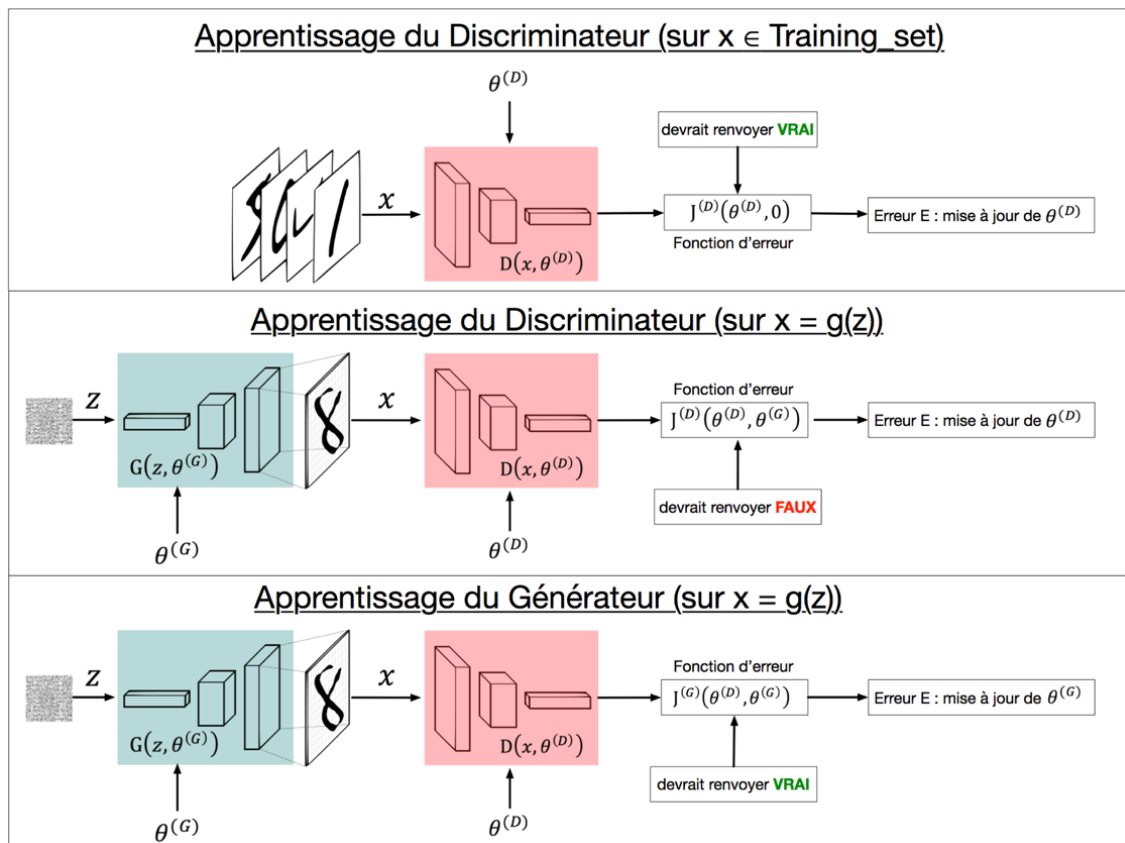 Apprentissage du Discriminateur (sur x ∈ Training_set)
θ^(D)
devrait renvoyer VRAI
x
J^(D)(θ^(D), 0)
Erreur E : mise à jour de θ^(D)
Fonction d'erreur
D(x, θ^(D))
Apprentissage du Discriminateur (sur x = g(z))
z
x
Fonction d'erreur
J^(D)(θ^(D), θ^(G))
Erreur E : mise à jour de θ^(D)
8
G(z, θ^(G))
D(x, θ^(D))
devrait renvoyer FAUX
θ^(G)
θ^(D)
Apprentissage du Générateur (sur x = g(z))
z
x
Fonction d'erreur
J^(G)(θ^(D), θ^(G))
Erreur E : mise à jour de θ^(G)
8
G(z, θ^(G))
D(x, θ^(D))
devrait renvoyer VRAI
θ^(G)
θ^(D)